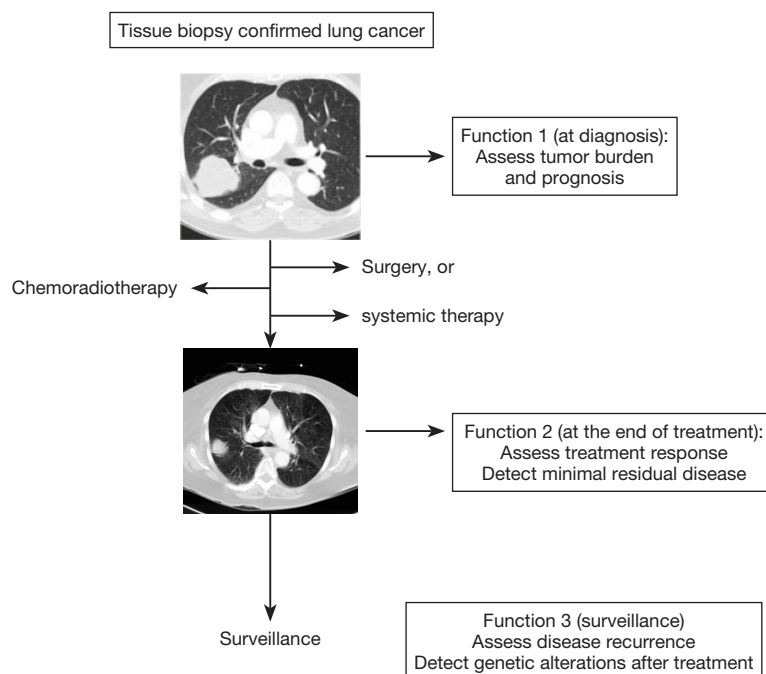 Tissue biopsy confirmed lung cancer
Function 1 (at diagnosis):
Assess tumor burden
and prognosis
Surgery, or
Chemoradiotherapy
systemic therapy
Function 2 (at the end of treatment):
Assess treatment response
Detect minimal residual disease
Surveillance
Function 3 (surveillance)
Assess disease recurrence
Detect genetic alterations after treatment